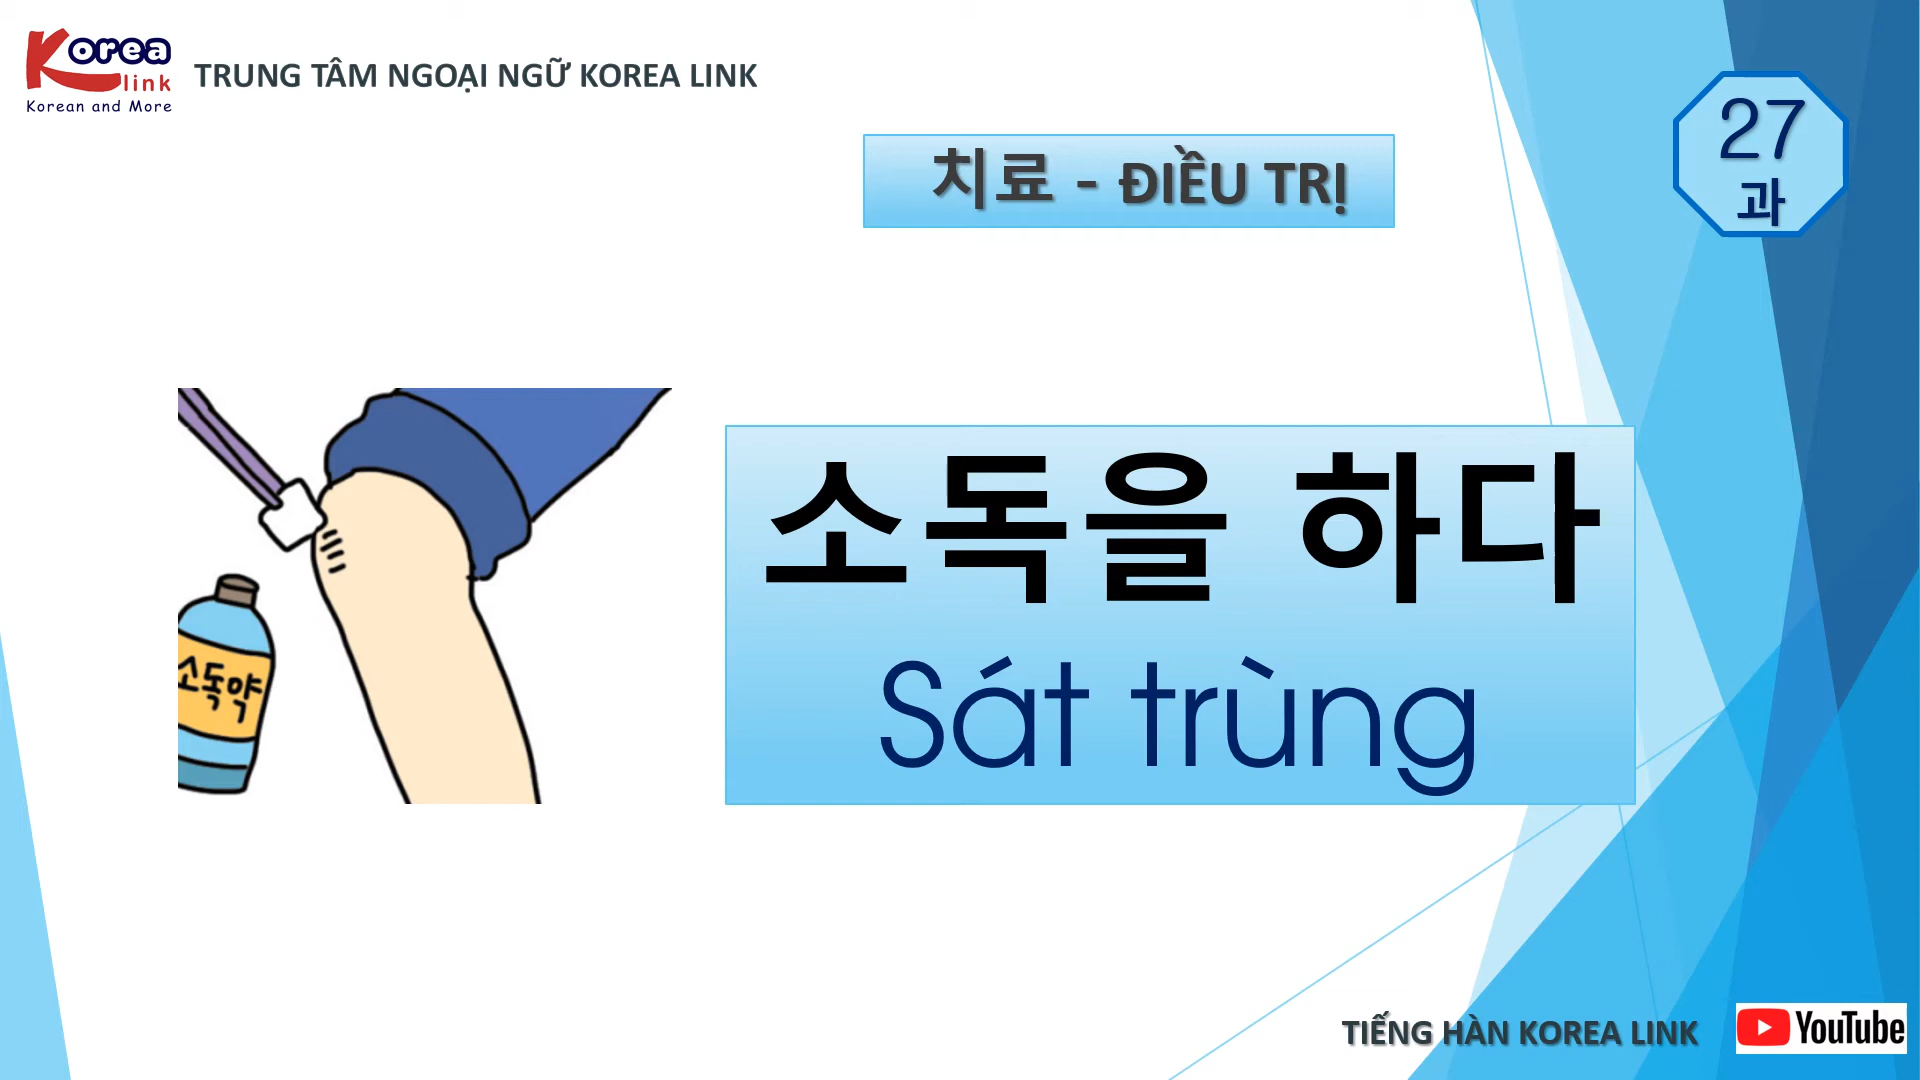 Korea
link
Korean and More
TRUNG TÂM NGOẠI NGỮ KOREA LINK
27
과
치료 - ĐIỀU TRỊ
소독을 하다
Sát trùng
소독약
TIẾNG HÀN KOREA LINK
YouTube